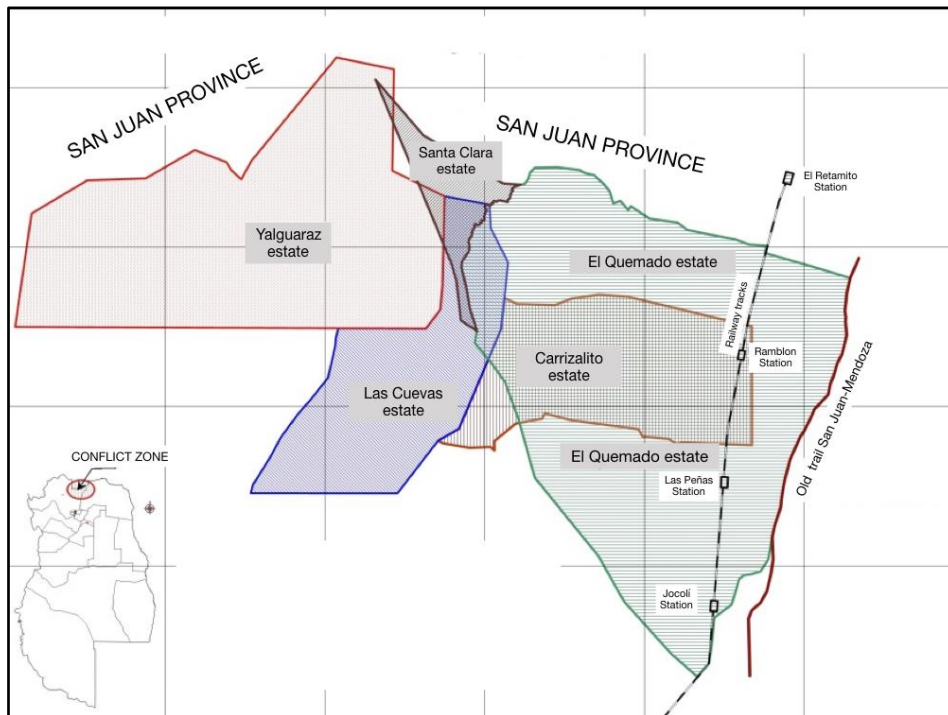 SAN JUAN PROVINCE
SAN JUAN PROVINCE
Santa Clara
estate
El Retamito
Station
Yalguaraz
estate
El Quemado estate
Railway tracks
Ramblon
Station
Carrizalito
estate
Las Cuevas
estate
Old trail San Juan-Mendoza
El Quemado estate
CONFLICT ZONE
Las Peñas
Station
Jocolí
Station